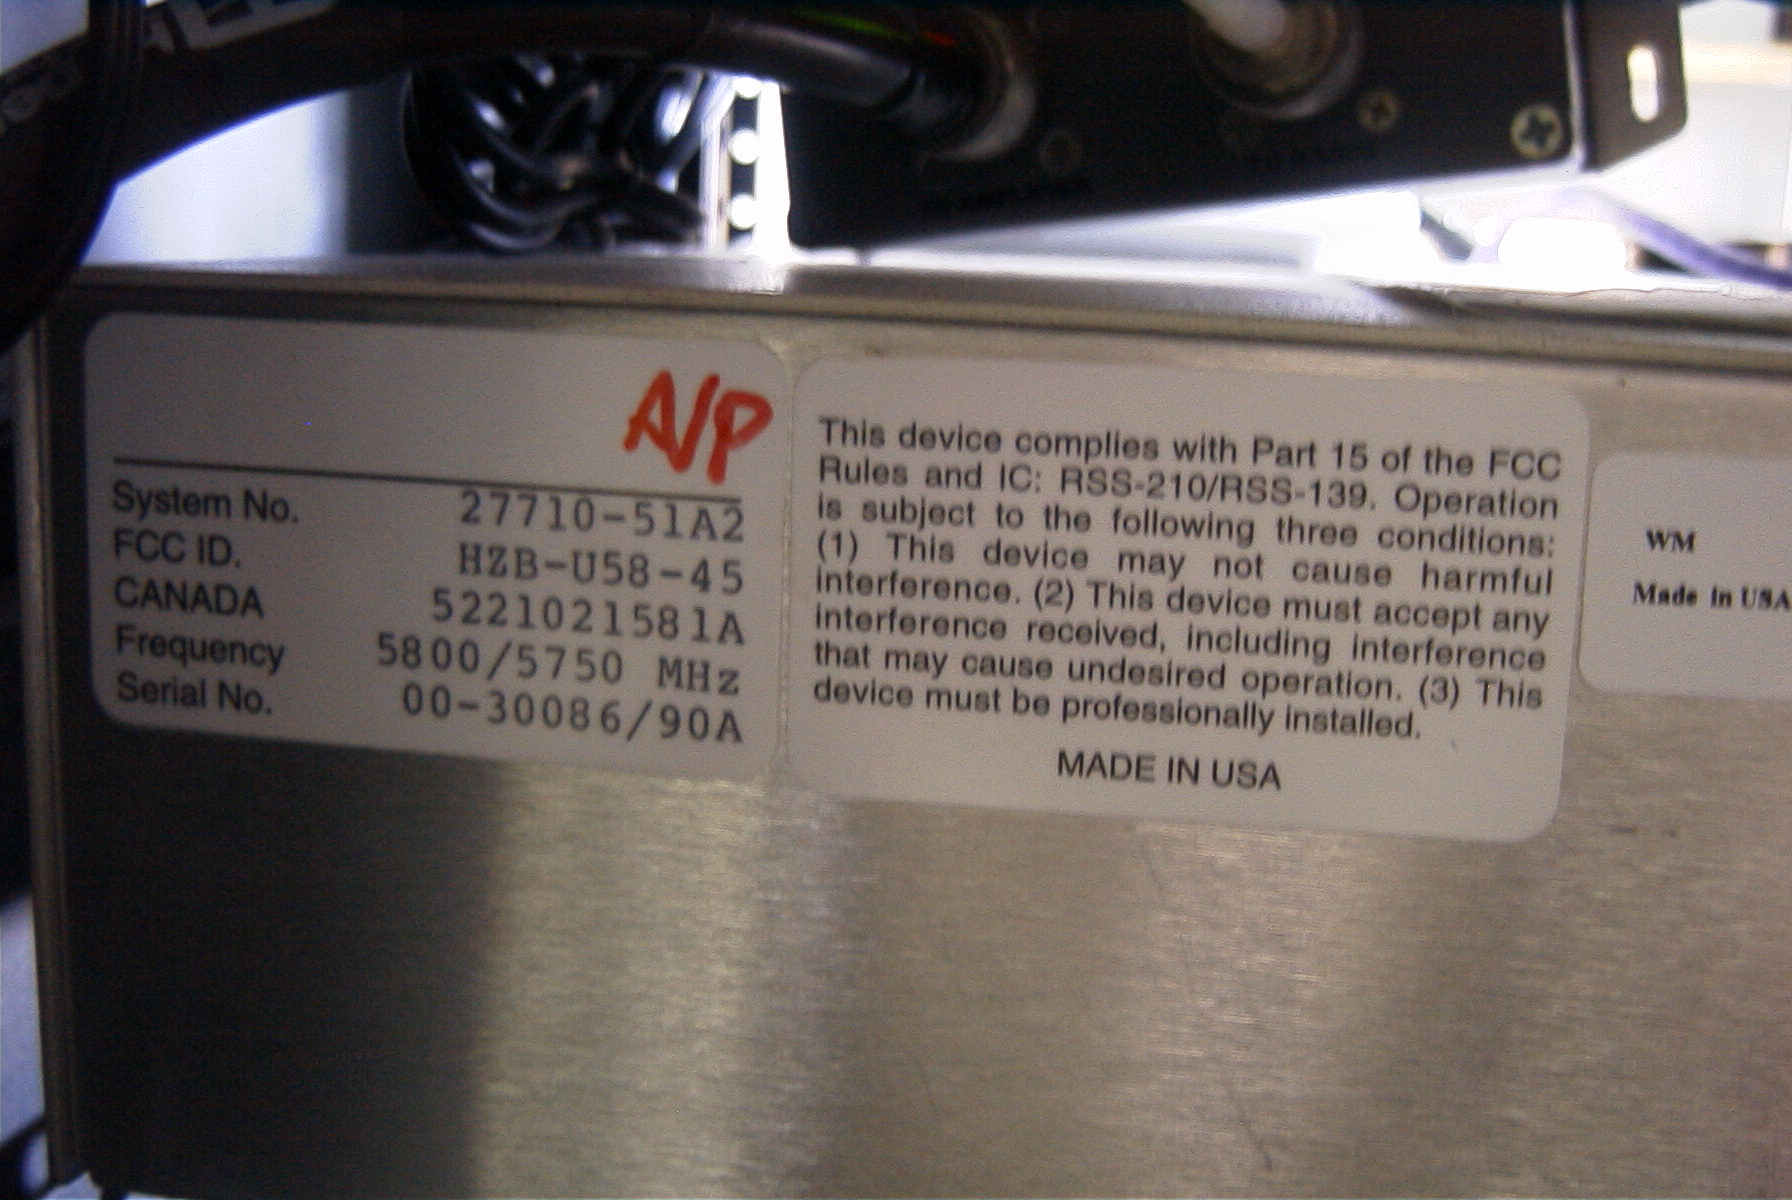 A/P
System No. 27710-51A2
FCC ID. HZB-U58-45
CANADA 5221021581A
Frequency 5800/5750 MHz
Serial No. 00-30086/90A
This device complies with Part 15 of the FCC
Rules and IC: RSS-210/RSS-139. Operation
is subject to the following three conditions:
(1) This device may not cause harmful
interference. (2) This device must accept any
interference received, including interference
that may cause undesired operation. (3) This
device must be professionally installed.
MADE IN USA
WM
Made in USA